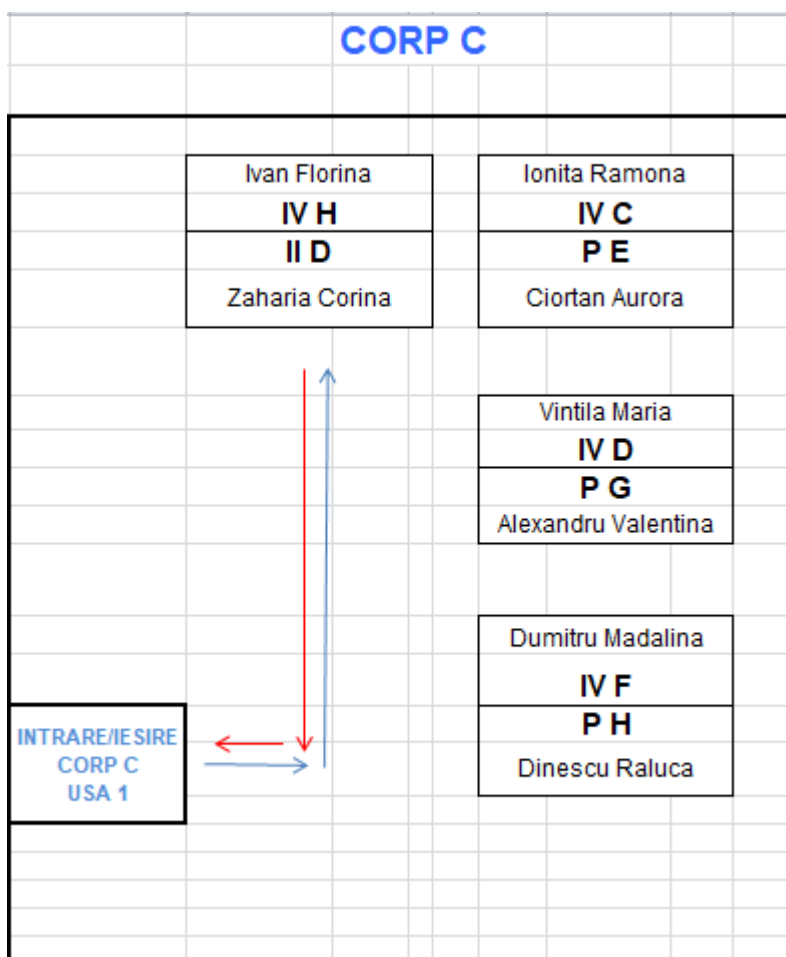 CORP C
Ivan Florina
IV H
II D
Zaharia Corina
Ionita Ramona
IV C
P E
Ciortan Aurora
Vintila Maria
IV D
P G
Alexandru Valentina
Dumitru Madalina
IV F
P H
Dinescu Raluca
INTRARE/IESIRE
CORP C
USA 1